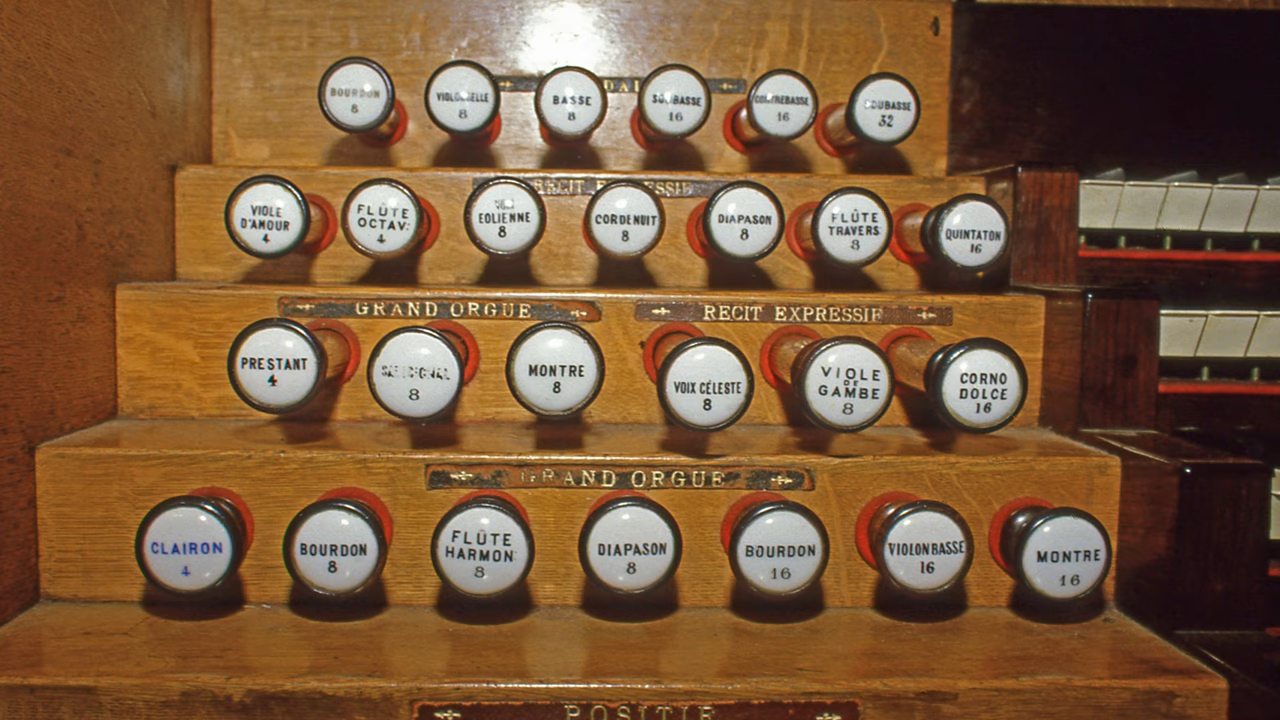 BOURDON
8
VIOLONCELLE
8
BASSE
8
SOUBASSE
16
CONTREBASSE
16
SOUBASSE
32
RECIT EXPRESSIF
VIOLE
D'AMOUR
4
FLÛTE
OCTAV:
4
EOLIENNE
8
CORDENUIT
8
DIAPASON
8
FLÛTE
TRAVERS:
8
QUINTATON
16
GRAND ORGUE
RECIT EXPRESSIF
PRESTANT
4
8
MONTRE
8
VOIX CÉLESTE
8
VIOLE
DE
GAMBE
8
CORNO
DOLCE
16
GRAND ORGUE
CLAIRON
4
BOURDON
8
FLÛTE
HARMON:
8
DIAPASON
8
BOURDON
16
VIOLONBASSE
16
MONTRE
16
POSITIF